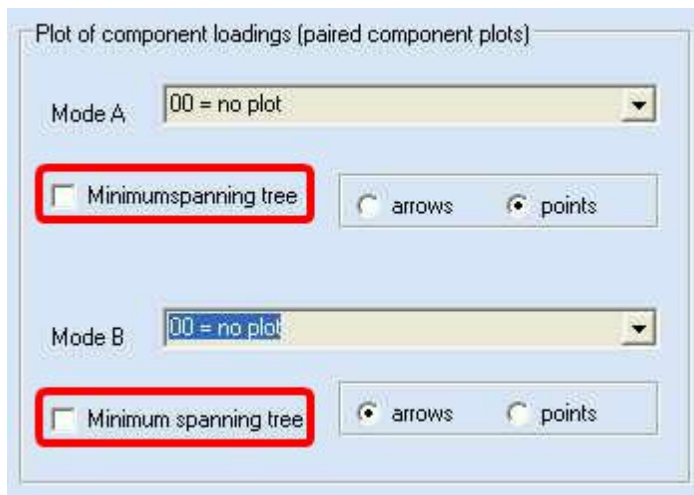 Plot of component loadings (paired component plots)
Mode A 00 = no plot
Minimumspanning tree arrows points
Mode B 00 = no plot
Minimum spanning tree arrows points